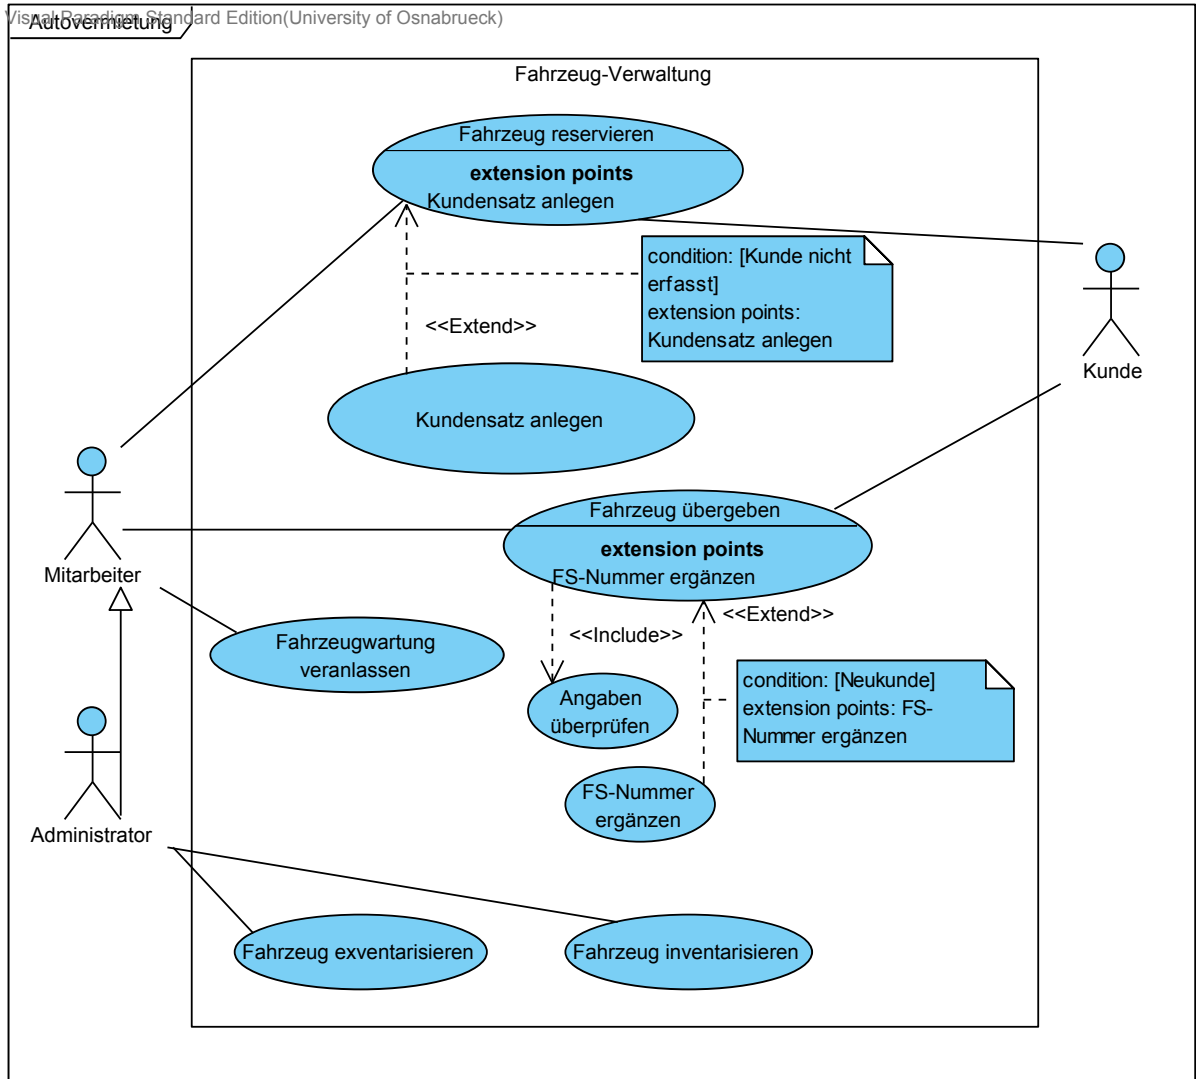 Visual Paradigm Standard Edition(University of Osnabrueck)
Autovermietung
Fahrzeug-Verwaltung
Fahrzeug reservieren
extension points
Kundensatz anlegen
condition: [Kunde nicht
erfasst]
extension points:
Kundensatz anlegen
<<Extend>>
Kunde
Kundensatz anlegen
Fahrzeug übergeben
extension points
FS-Nummer ergänzen
Mitarbeiter
<<Extend>>
<<Include>>
Fahrzeugwartung
veranlassen
condition: [Neukunde]
extension points: FS-
Nummer ergänzen
Angaben
überprüfen
FS-Nummer
ergänzen
Administrator
Fahrzeug exventarisieren
Fahrzeug inventarisieren